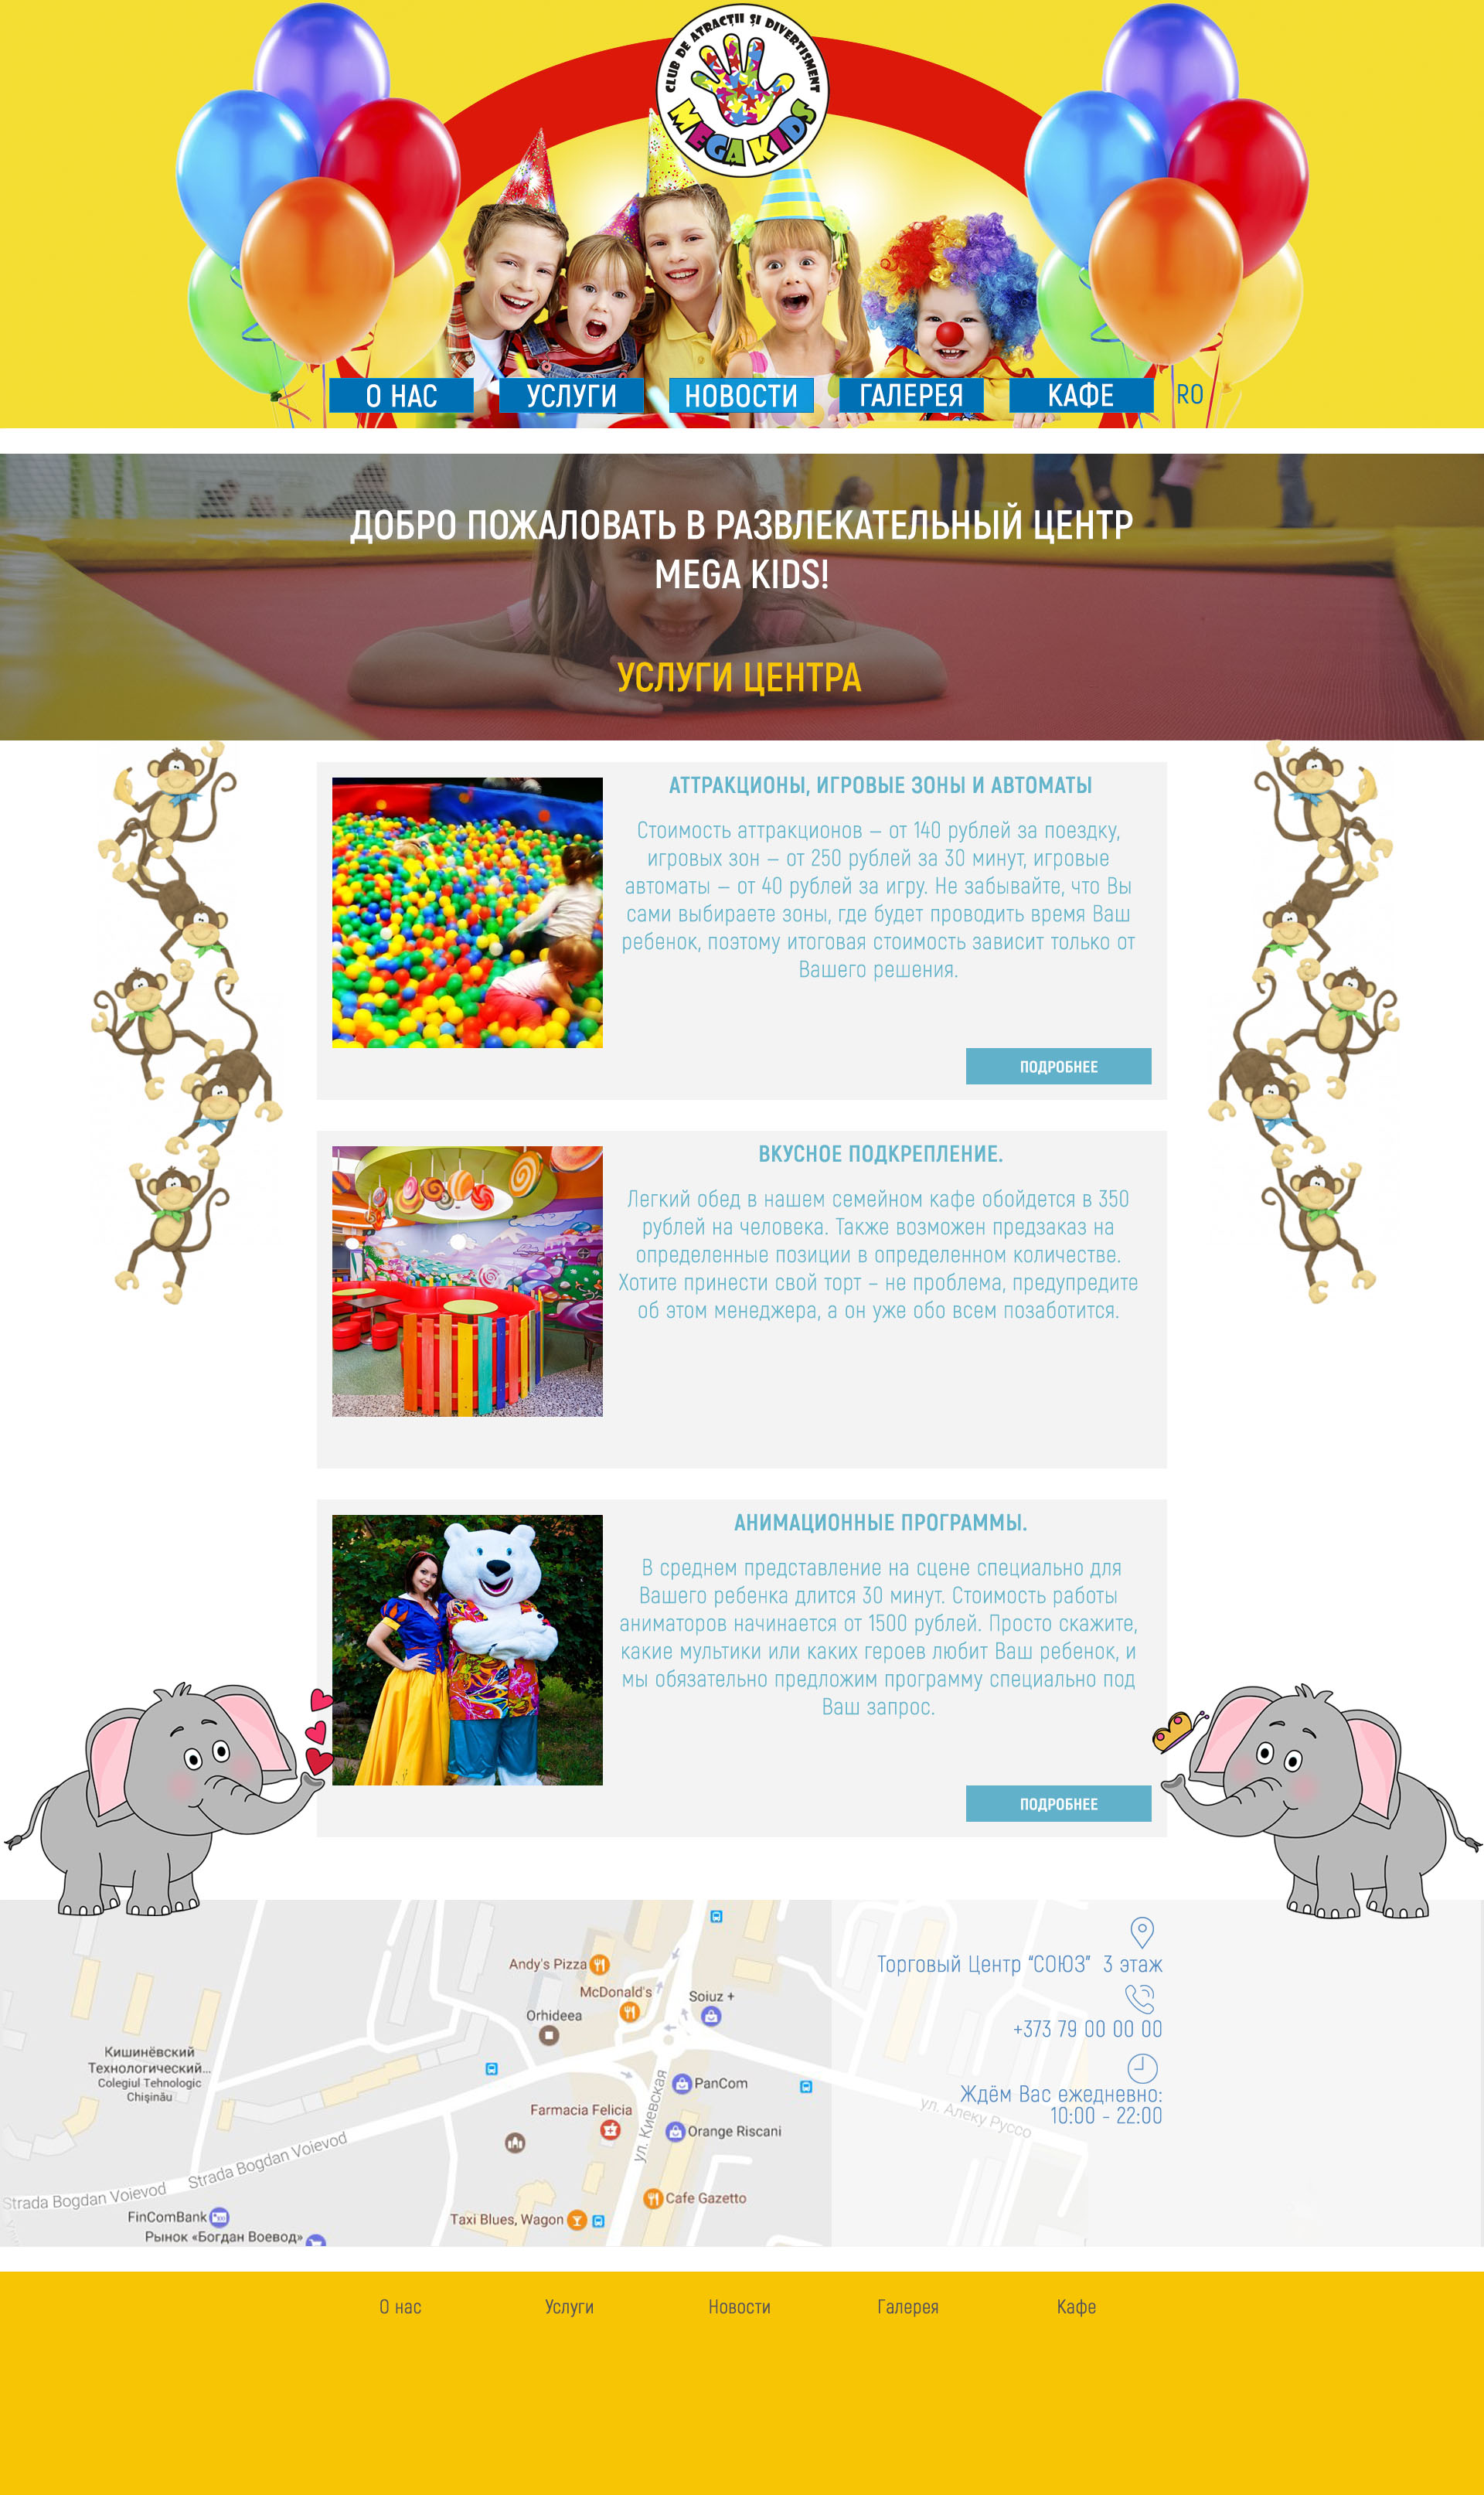 CLUB DE ATRACȚII ȘI DIVERTISMENT
MEGA KIDS
О НАС
УСЛУГИ
НОВОСТИ
ГАЛЕРЕЯ
КАФЕ
RO
ДОБРО ПОЖАЛОВАТЬ В РАЗВЛЕКАТЕЛЬНЫЙ ЦЕНТР
MEGA KIDS!
УСЛУГИ ЦЕНТРА
АТТРАКЦИОНЫ, ИГРОВЫЕ ЗОНЫ И АВТОМАТЫ
Стоимость аттракционов – от 140 рублей за поездку,
игровых зон – от 250 рублей за 30 минут, игровые
автоматы – от 40 рублей за игру. Не забывайте, что Вы
сами выбираете зоны, где будет проводить время Ваш
ребенок, поэтому итоговая стоимость зависит только от
Вашего решения.
ПОДРОБНЕЕ
ВКУСНОЕ ПОДКРЕПЛЕНИЕ.
Легкий обед в нашем семейном кафе обойдется в 350
рублей на человека. Также возможен предзаказ на
определенные позиции в определенном количестве.
Хотите принести свой торт – не проблема, предупредите
об этом менеджера, а он уже обо всем позаботится.
АНИМАЦИОННЫЕ ПРОГРАММЫ.
В среднем представление на сцене специально для
Вашего ребенка длится 30 минут. Стоимость работы
аниматоров начинается от 1500 рублей. Просто скажите,
какие мультики или каких героев любит Ваш ребенок, и
мы обязательно предложим программу специально под
Ваш запрос.
ПОДРОБНЕЕ
Andy's Pizza
McDonald's
Soiuz +
Orhideea
Кишинёвский
Технологический...
Colegiul Tehnologic
Chișinău
PanCom
Farmacia Felicia
ул. Киевская
Orange Riscani
Strada Bogdan Voievod
Strada Bogdan Voievod
Cafe Gazetto
FinComBank
Taxi Blues, Wagon
Рынок «Богдан Воевод»
ул. Алеку Руссо
Торговый Центр “СОЮЗ” 3 этаж
+373 79 00 00 00
Ждём Вас ежедневно:
10:00 - 22:00
О нас
Услуги
Новости
Галерея
Кафе